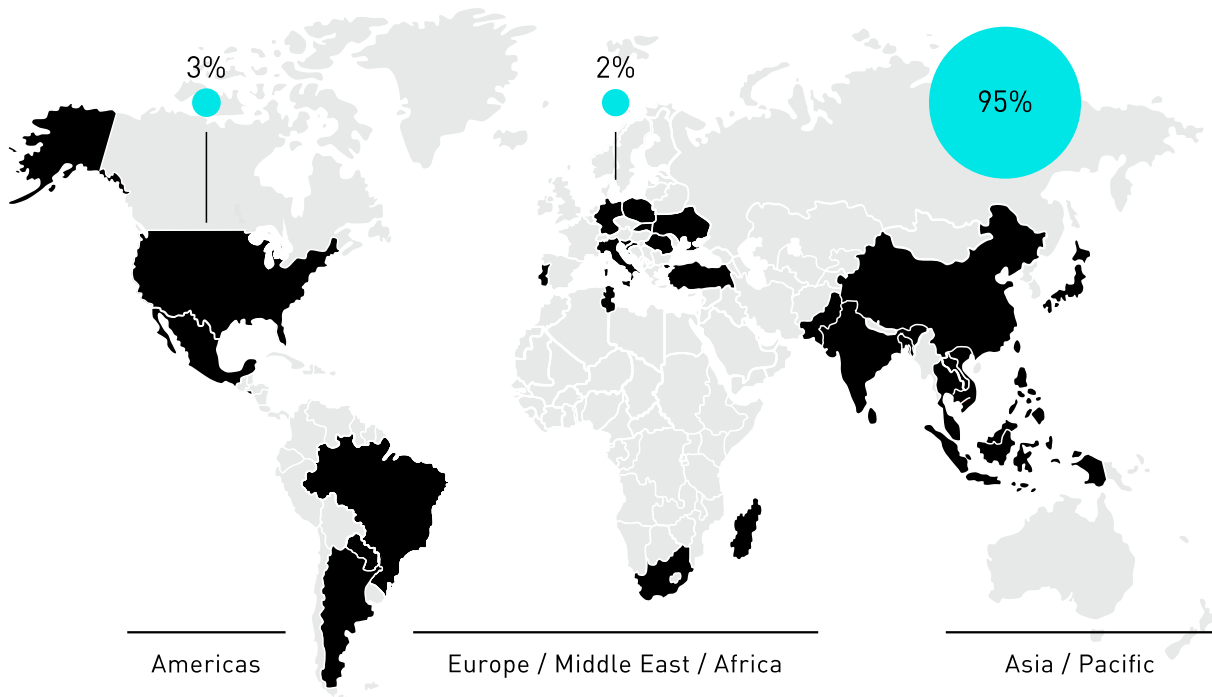 3%
2%
95%
Americas
Europe / Middle East / Africa
Asia / Pacific